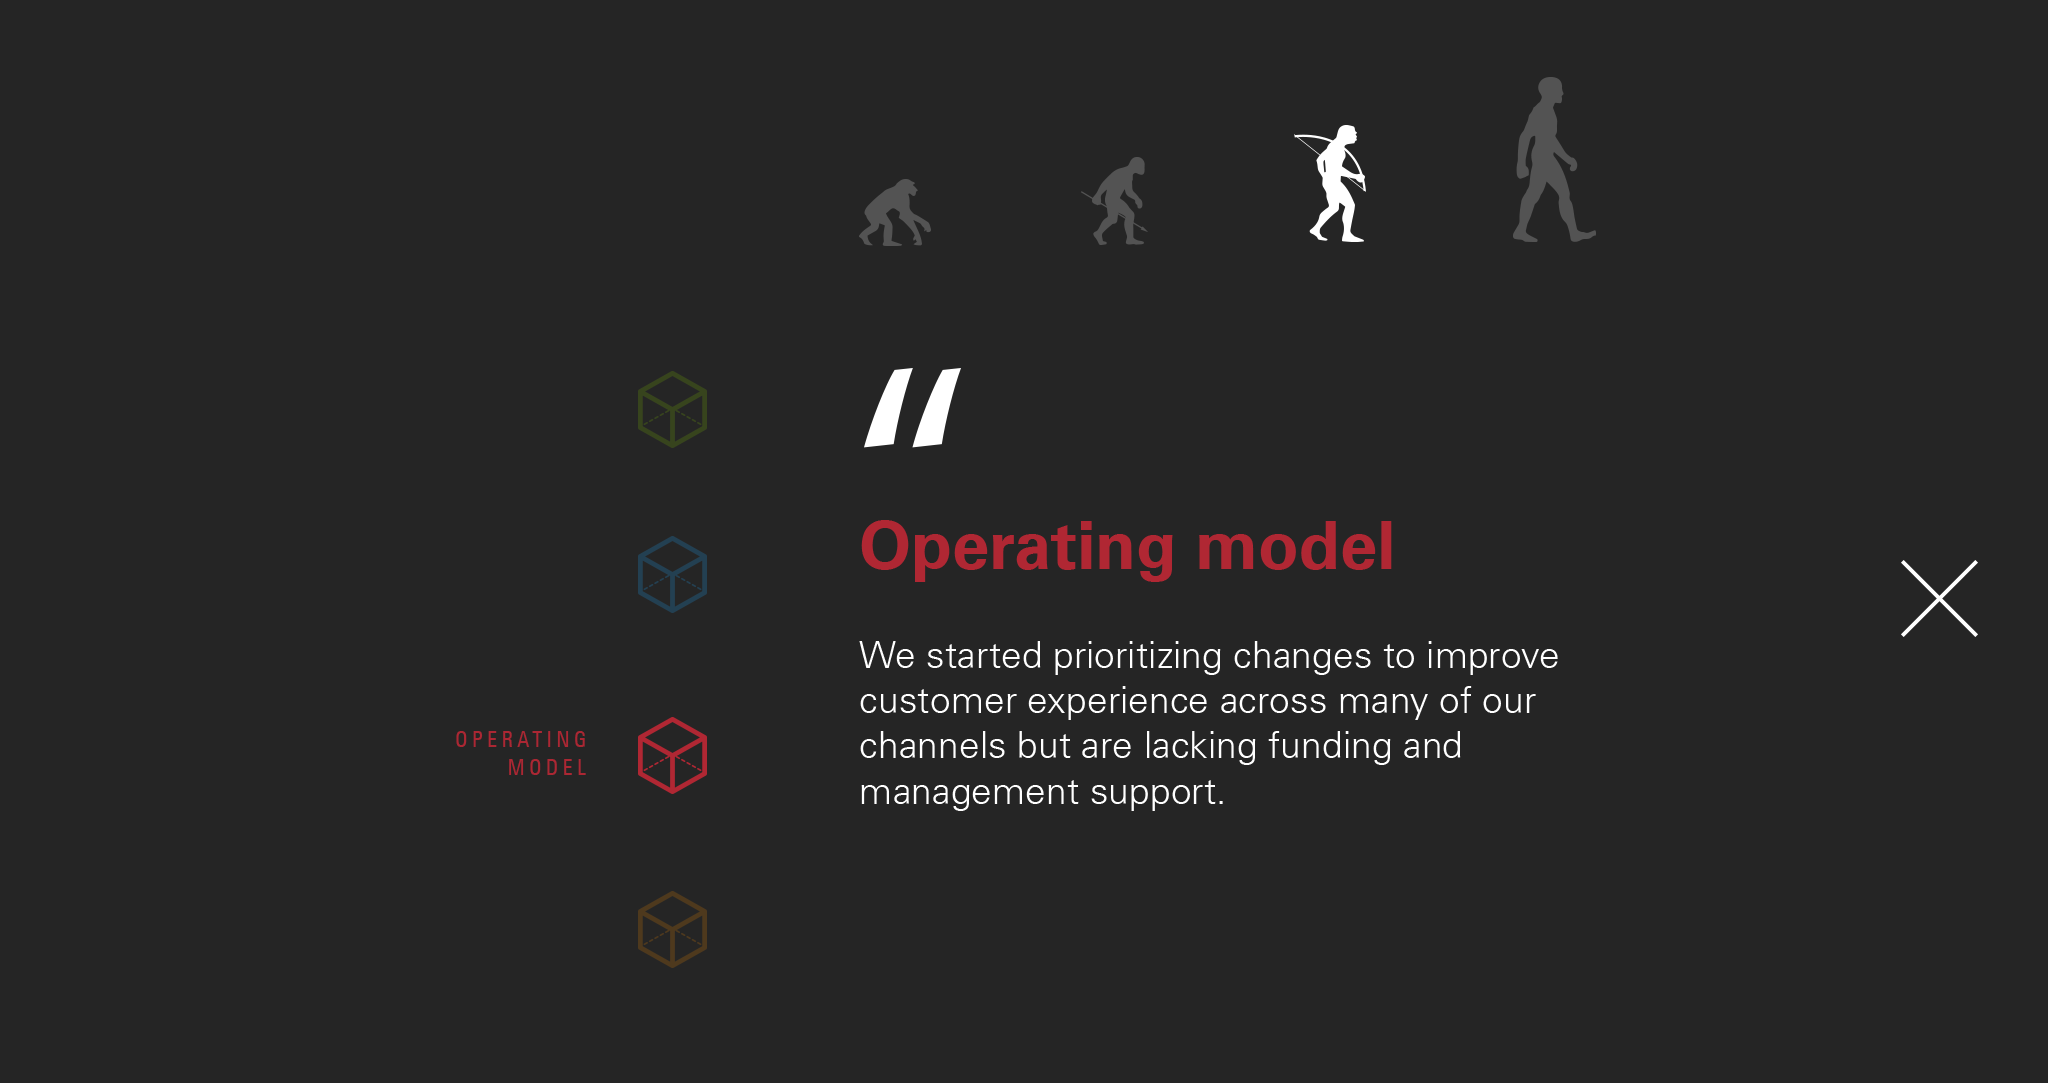 “
Operating model
We started prioritizing changes to improve
customer experience across many of our
channels but are lacking funding and
management support.
OPERATING
MODEL